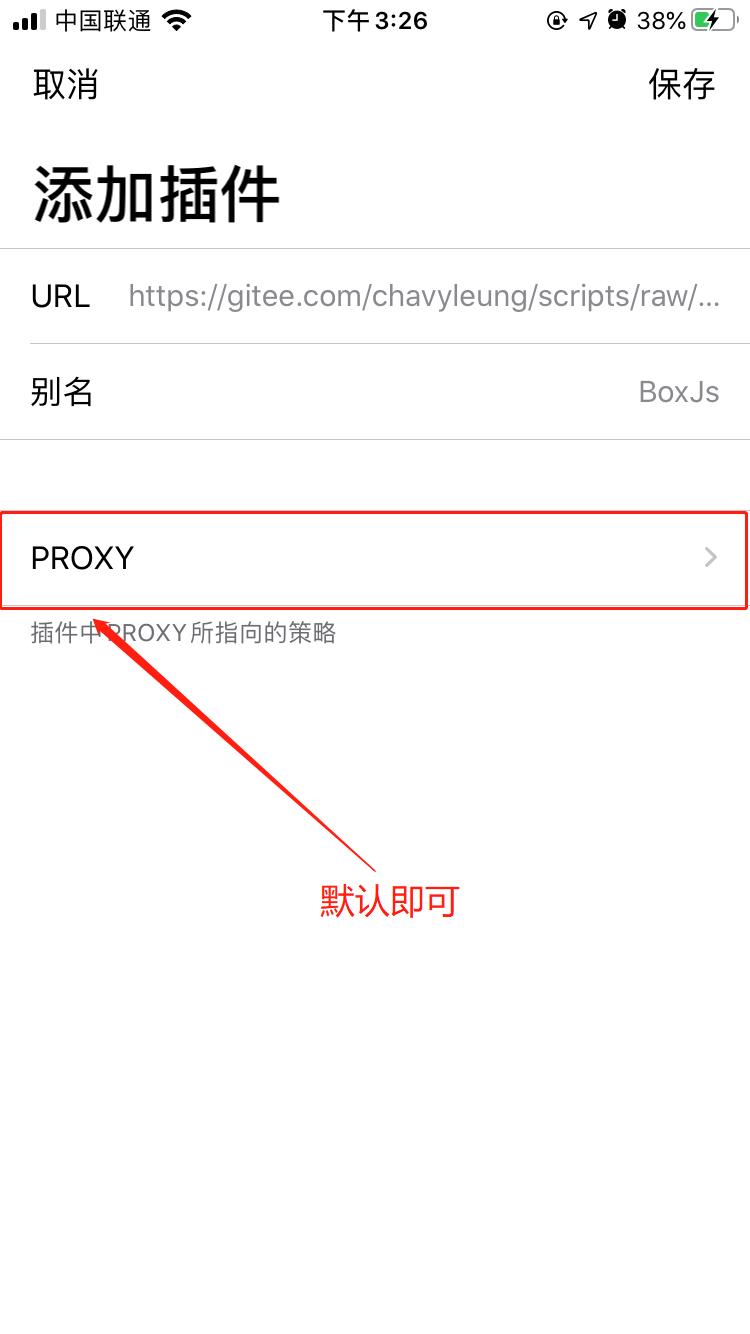 中国联通 下午3:26 38%
取消 保存
添加插件
URL https://gitee.com/chavyleung/scripts/raw/...
别名 BoxJs
PROXY
插件中PROXY所指向的策略
默认即可